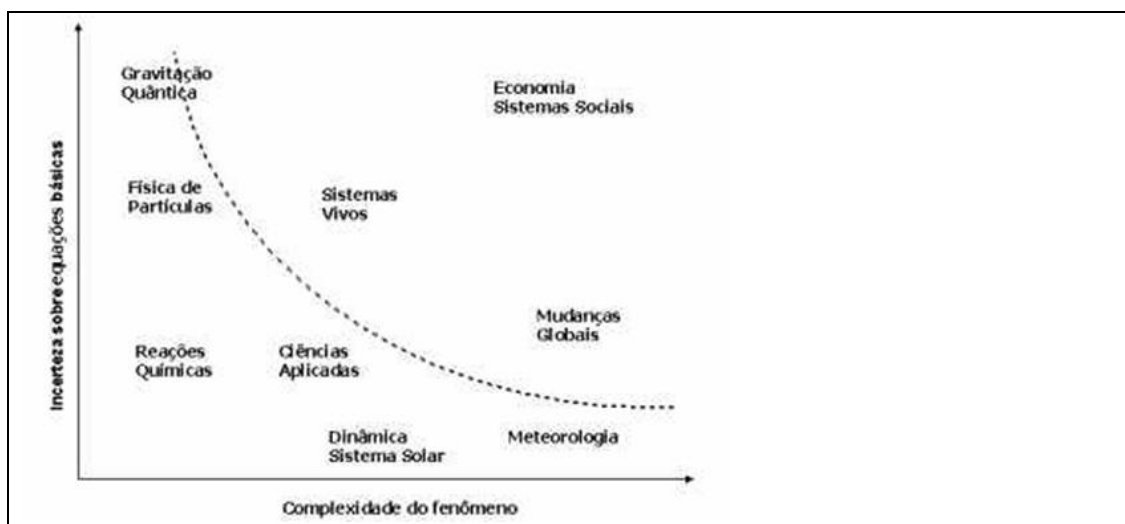 Gravitação
Quântica
Economia
Sistemas Sociais
Física de
Partículas
Sistemas
Vivos
Mudanças
Globais
Reações
Químicas
Ciências
Aplicadas
Dinâmica
Sistema Solar
Meteorologia
Incerteza sobre equações básicas
Complexidade do fenômeno